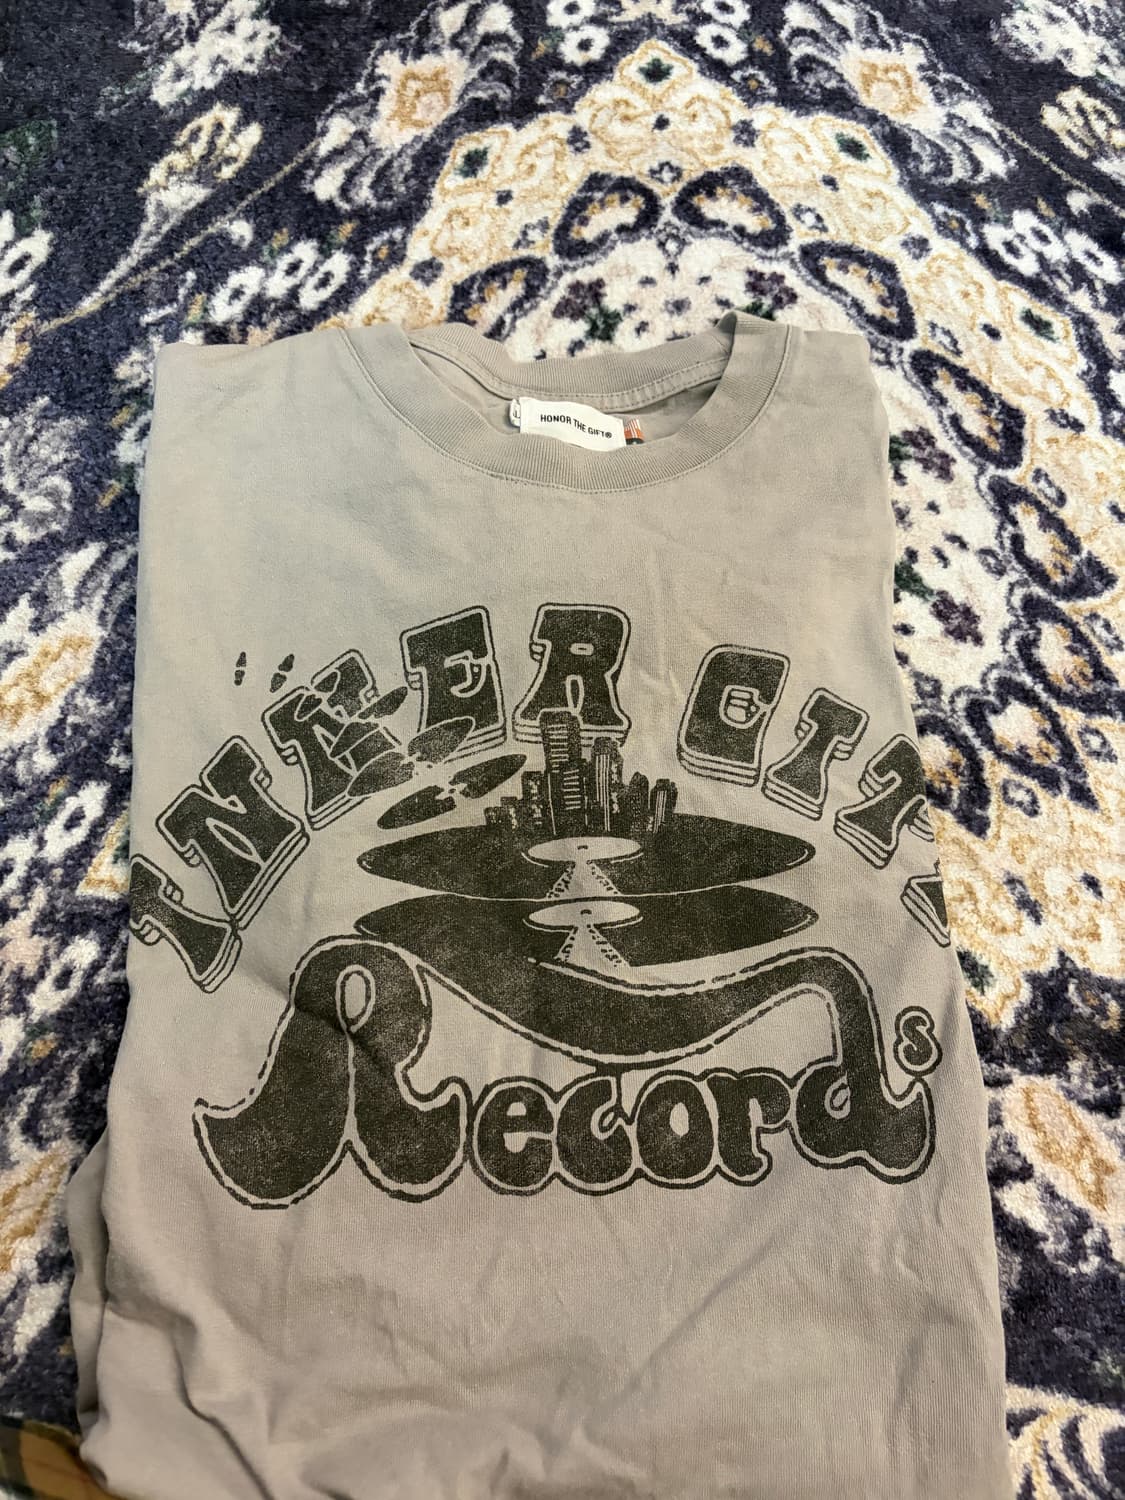 HONOR THE GIFT®
INNER CITY
Records